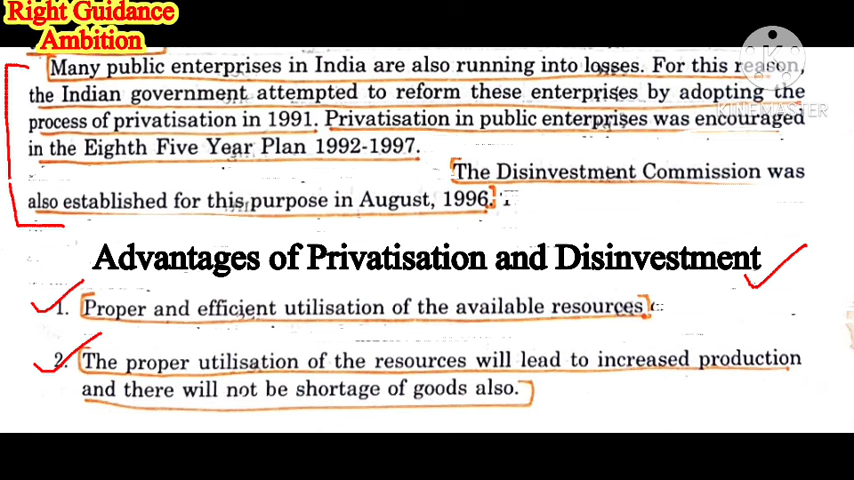 Right Guidance
Ambition
Many public enterprises in India are also running into losses. For this reason,
the Indian government attempted to reform these enterprises by adopting the
process of privatisation in 1991. Privatisation in public enterprises was encouraged
in the Eighth Five Year Plan 1992-1997.
The Disinvestment Commission was
also established for this purpose in August, 1996.
Advantages of Privatisation and Disinvestment
1. Proper and efficient utilisation of the available resources
2. The proper utilisation of the resources will lead to increased production
and there will not be shortage of goods also.
KINEMASTER